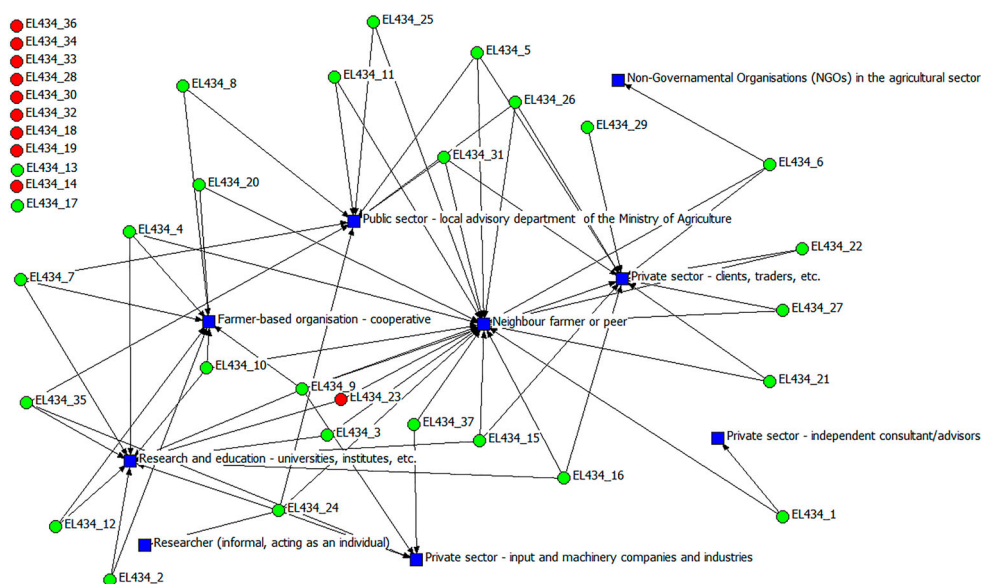 EL434_36
EL434_34
EL434_33
EL434_28
EL434_30
EL434_32
EL434_18
EL434_19
EL434_13
EL434_14
EL434_17
EL434_25
EL434_5
EL434_11
EL434_8
Non-Governamental Organisations (NGOs) in the agricultural sector
EL434_26
EL434_29
EL434_31
EL434_6
EL434_20
Public sector - local advisory department of the Ministry of Agriculture
EL434_4
EL434_22
EL434_7
Private sector - clients, traders, etc.
EL434_27
Farmer-based organisation - cooperative
Neighbour farmer or peer
EL434_10
EL434_21
EL434_9
EL434_23
EL434_35
EL434_37
EL434_3
EL434_15
Private sector - independent consultant/advisors
Research and education - universities, institutes, etc.
EL434_16
EL434_24
EL434_1
EL434_12
Researcher (informal, acting as an individual)
Private sector - input and machinery companies and industries
EL434_2